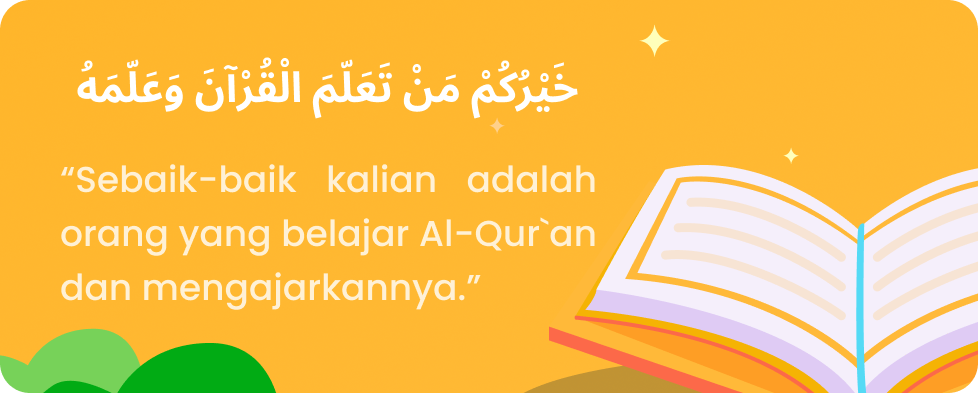 خَيْرُكُمْ مَنْ تَعَلَّمَ الْقُرْآنَ وَعَلَّمَهُ
“Sebaik-baik kalian adalah
orang yang belajar Al-Qur`an
dan mengajarkannya.”